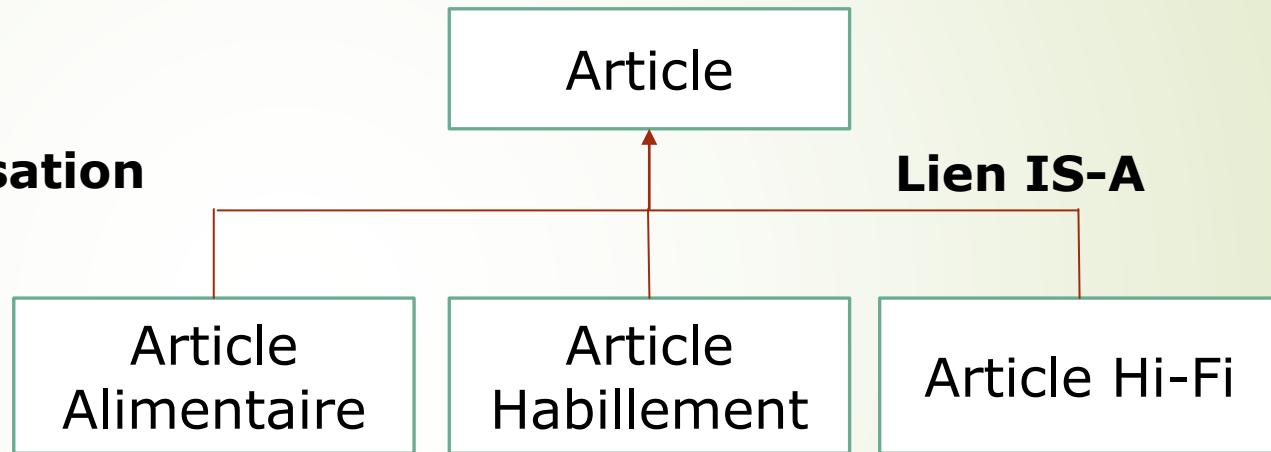 Article
sation
Lien IS-A
Article
Alimentaire
Article
Habillement
Article Hi-Fi